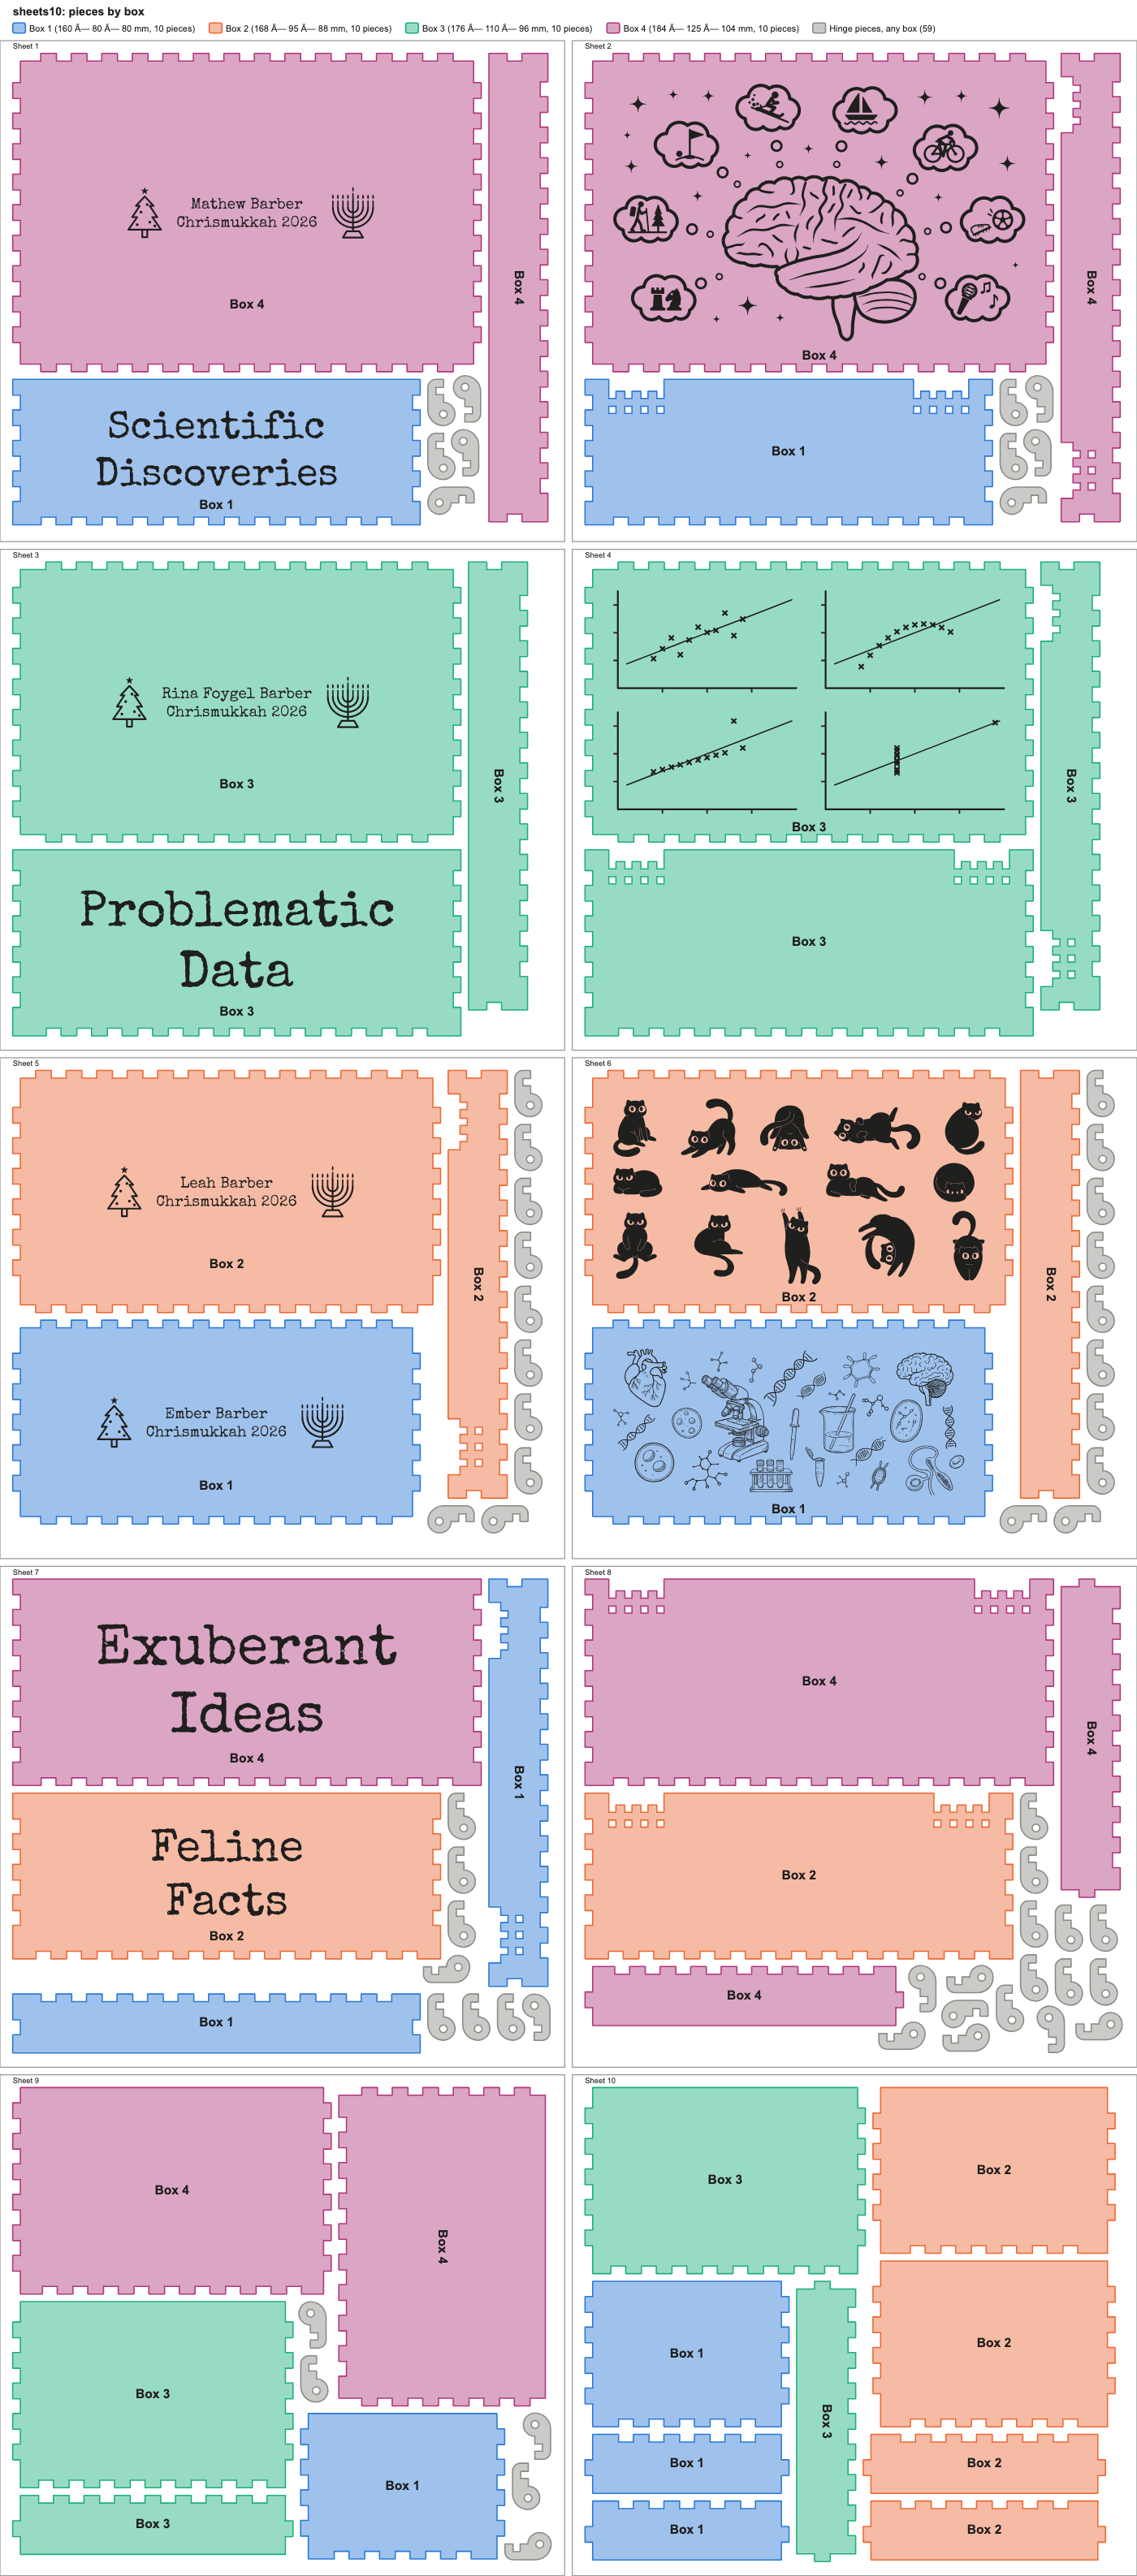 sheets10: pieces by box
Box 1 (160 Ã— 80 Ã— 80 mm, 10 pieces) Box 2 (168 Ã— 95 Ã— 88 mm, 10 pieces) Box 3 (176 Ã— 110 Ã— 96 mm, 10 pieces) Box 4 (184 Ã— 125 Ã— 104 mm, 10 pieces) Hinge pieces, any box (59)
Sheet 1
Mathew Barber
Chrismukkah 2026
Box 4
Box 4
Scientific
Discoveries
Box 1
Sheet 2
Box 4
Box 4
Box 1
Sheet 3
Rina Foygel Barber
Chrismukkah 2026
Box 3
Box 3
Problematic
Data
Box 3
Sheet 4
Box 3
Box 3
Box 3
Sheet 5
Leah Barber
Chrismukkah 2026
Box 2
Box 2
Ember Barber
Chrismukkah 2026
Box 1
Sheet 6
Box 2
Box 2
Box 1
Sheet 7
Exuberant
Ideas
Box 4
Box 1
Feline
Facts
Box 2
Box 1
Sheet 8
Box 4
Box 4
Box 2
Box 4
Sheet 9
Box 4
Box 4
Box 3
Box 1
Box 3
Sheet 10
Box 3
Box 2
Box 2
Box 1
Box 3
Box 1
Box 2
Box 1
Box 2